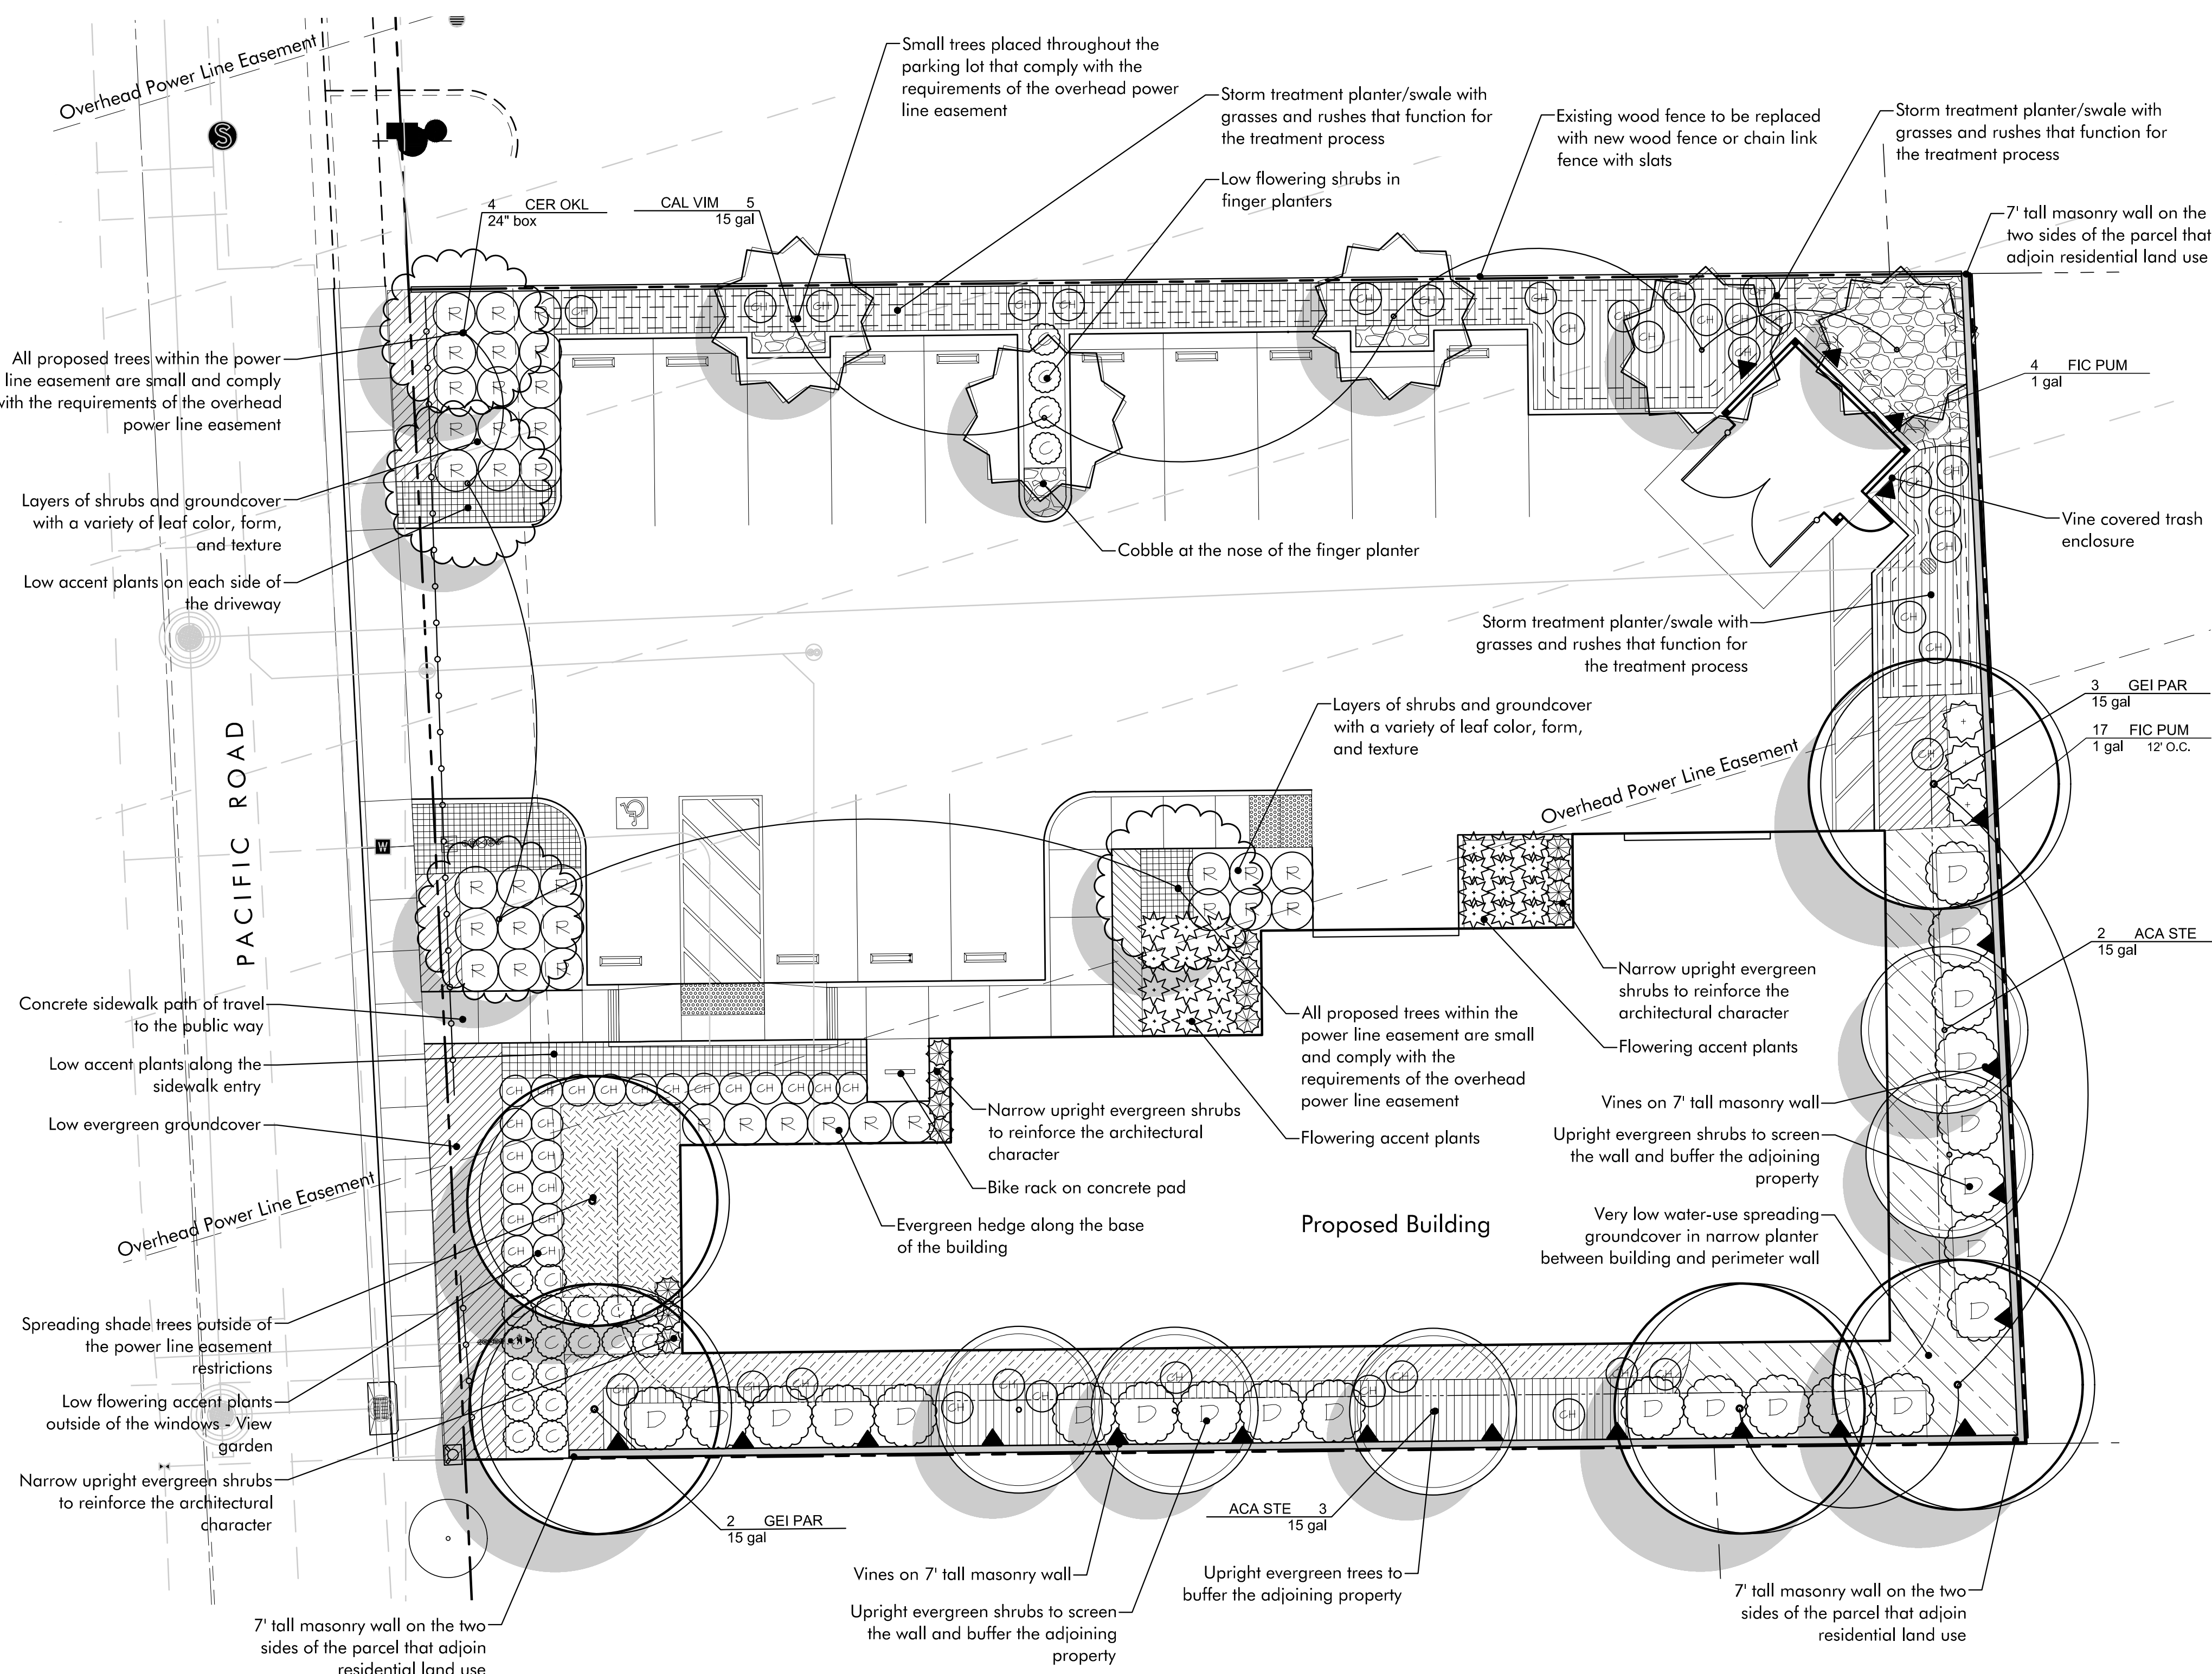 Overhead Power Line Easement
Small trees placed throughout the
parking lot that comply with the
requirements of the overhead power
line easement
Storm treatment planter/swale with
grasses and rushes that function for
the treatment process
Low flowering shrubs in
finger planters
Existing wood fence to be replaced
with new wood fence or chain link
fence with slats
Storm treatment planter/swale with
grasses and rushes that function for
the treatment process
7' tall masonry wall on the
two sides of the parcel that
adjoin residential land use
S
4 CER OKL
24" box
CAL VIM 5
15 gal
All proposed trees within the power
line easement are small and comply
with the requirements of the overhead
power line easement
Layers of shrubs and groundcover
with a variety of leaf color, form,
and texture
Low accent plants on each side of
the driveway
4 FIC PUM
1 gal
Vine covered trash
enclosure
Cobble at the nose of the finger planter
Storm treatment planter/swale with
grasses and rushes that function for
the treatment process
3 GEI PAR
15 gal
17 FIC PUM
1 gal 12' O.C.
Layers of shrubs and groundcover
with a variety of leaf color, form,
and texture
Overhead Power Line Easement
PACIFIC ROAD
W
2 ACA STE
15 gal
Narrow upright evergreen
shrubs to reinforce the
architectural character
Flowering accent plants
All proposed trees within the
power line easement are small
and comply with the
requirements of the overhead
power line easement
Flowering accent plants
Concrete sidewalk path of travel
to the public way
Low accent plants along the
sidewalk entry
Low evergreen groundcover
Overhead Power Line Easement
Narrow upright evergreen shrubs
to reinforce the architectural
character
Bike rack on concrete pad
Evergreen hedge along the base
of the building
Proposed Building
Vines on 7' tall masonry wall
Upright evergreen shrubs to screen
the wall and buffer the adjoining
property
Very low water-use spreading
groundcover in narrow planter
between building and perimeter wall
Spreading shade trees outside of
the power line easement
restrictions
Low flowering accent plants
outside of the windows - View
garden
Narrow upright evergreen shrubs
to reinforce the architectural
character
2 GEI PAR
15 gal
ACA STE 3
15 gal
Vines on 7' tall masonry wall
Upright evergreen shrubs to screen
the wall and buffer the adjoining
property
Upright evergreen trees to
buffer the adjoining property
7' tall masonry wall on the two
sides of the parcel that adjoin
residential land use
7' tall masonry wall on the two
sides of the parcel that adjoin
residential land use